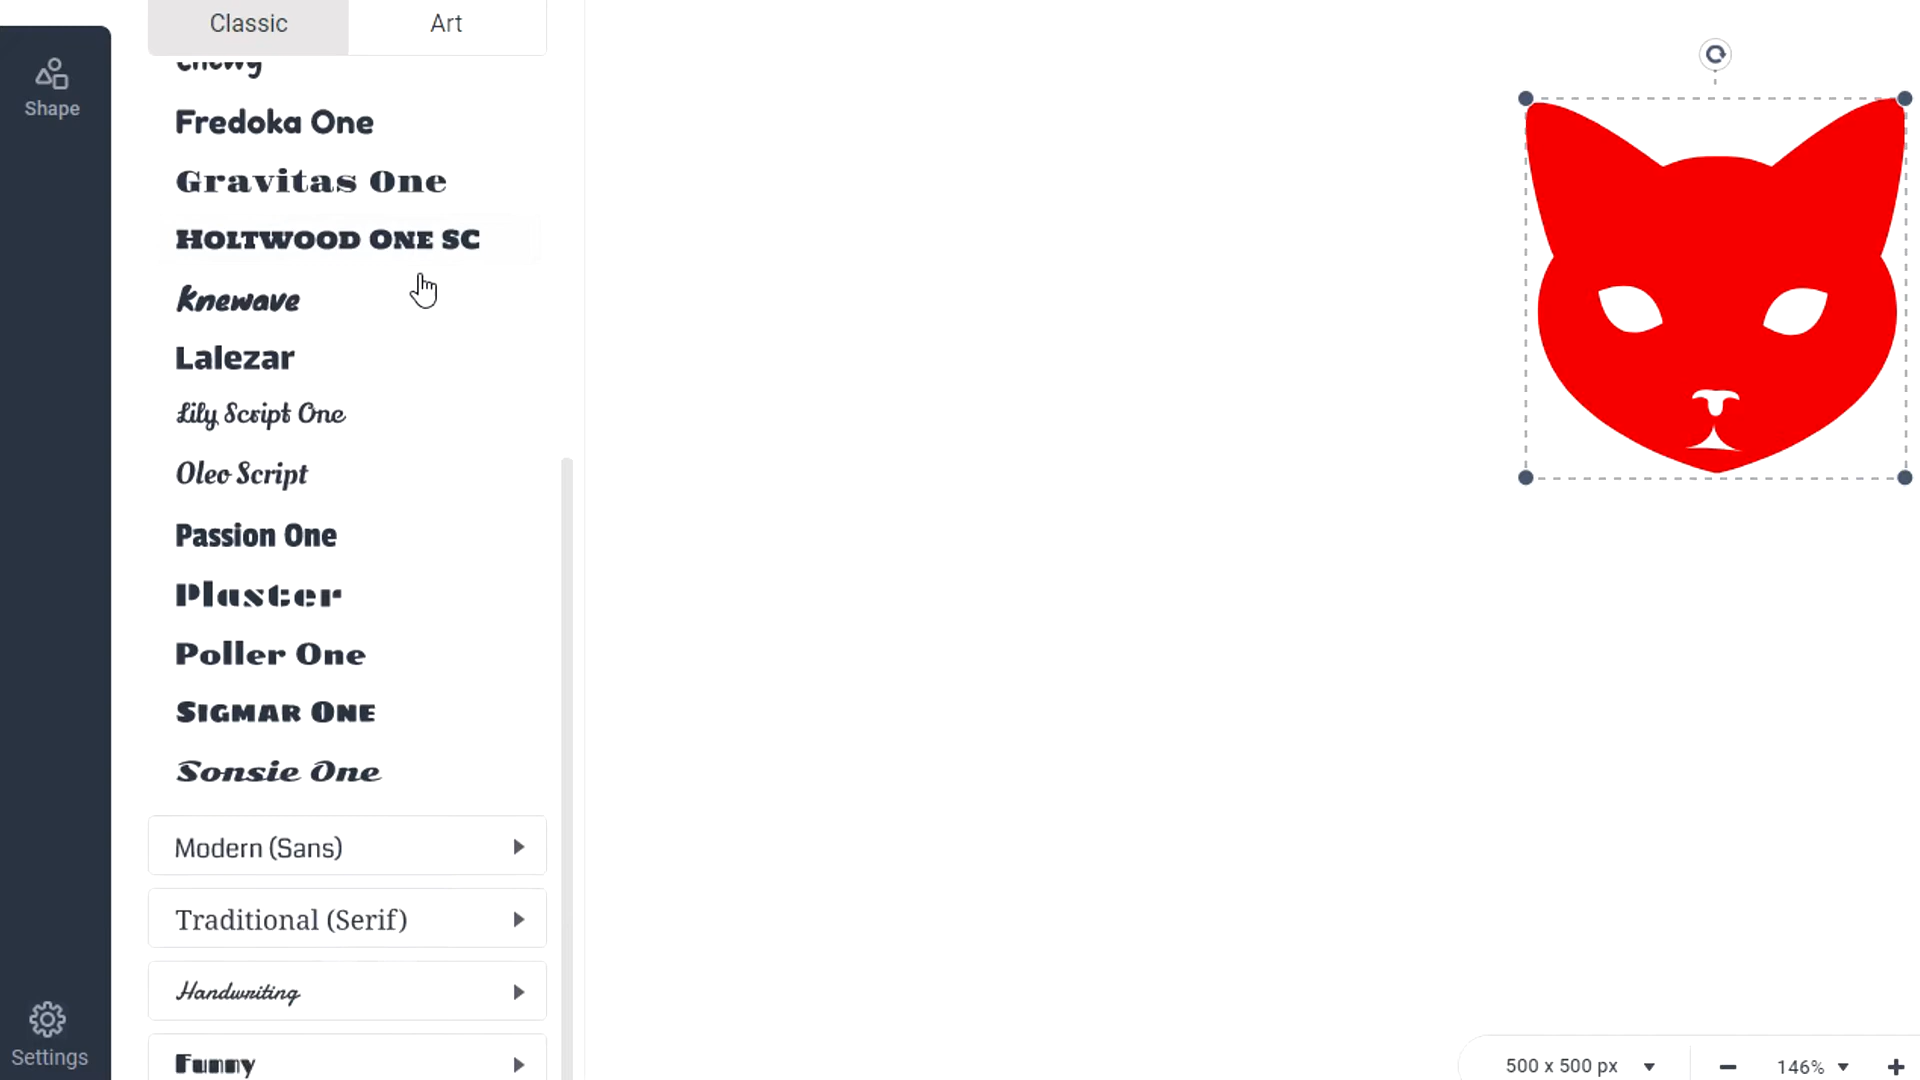 Classic
Art
Shape
Chewy
Fredoka One
Gravitas One
HOLTWOOD ONE SC
Knewave
Lalezar
Lily Script One
Oleo Script
Passion One
Plaster
Poller One
SIGMAR ONE
Sonsie One
Modern (Sans)
Traditional (Serif)
Handwriting
Funny
Settings
500 x 500 px
146%